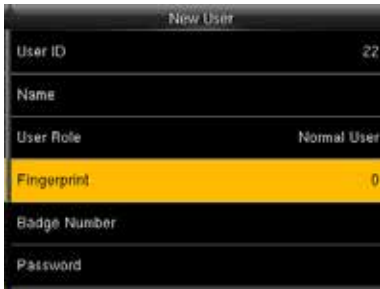 New User
User ID 22
Name
User Role Normal User
Fingerprint 0
Badge Number
Password